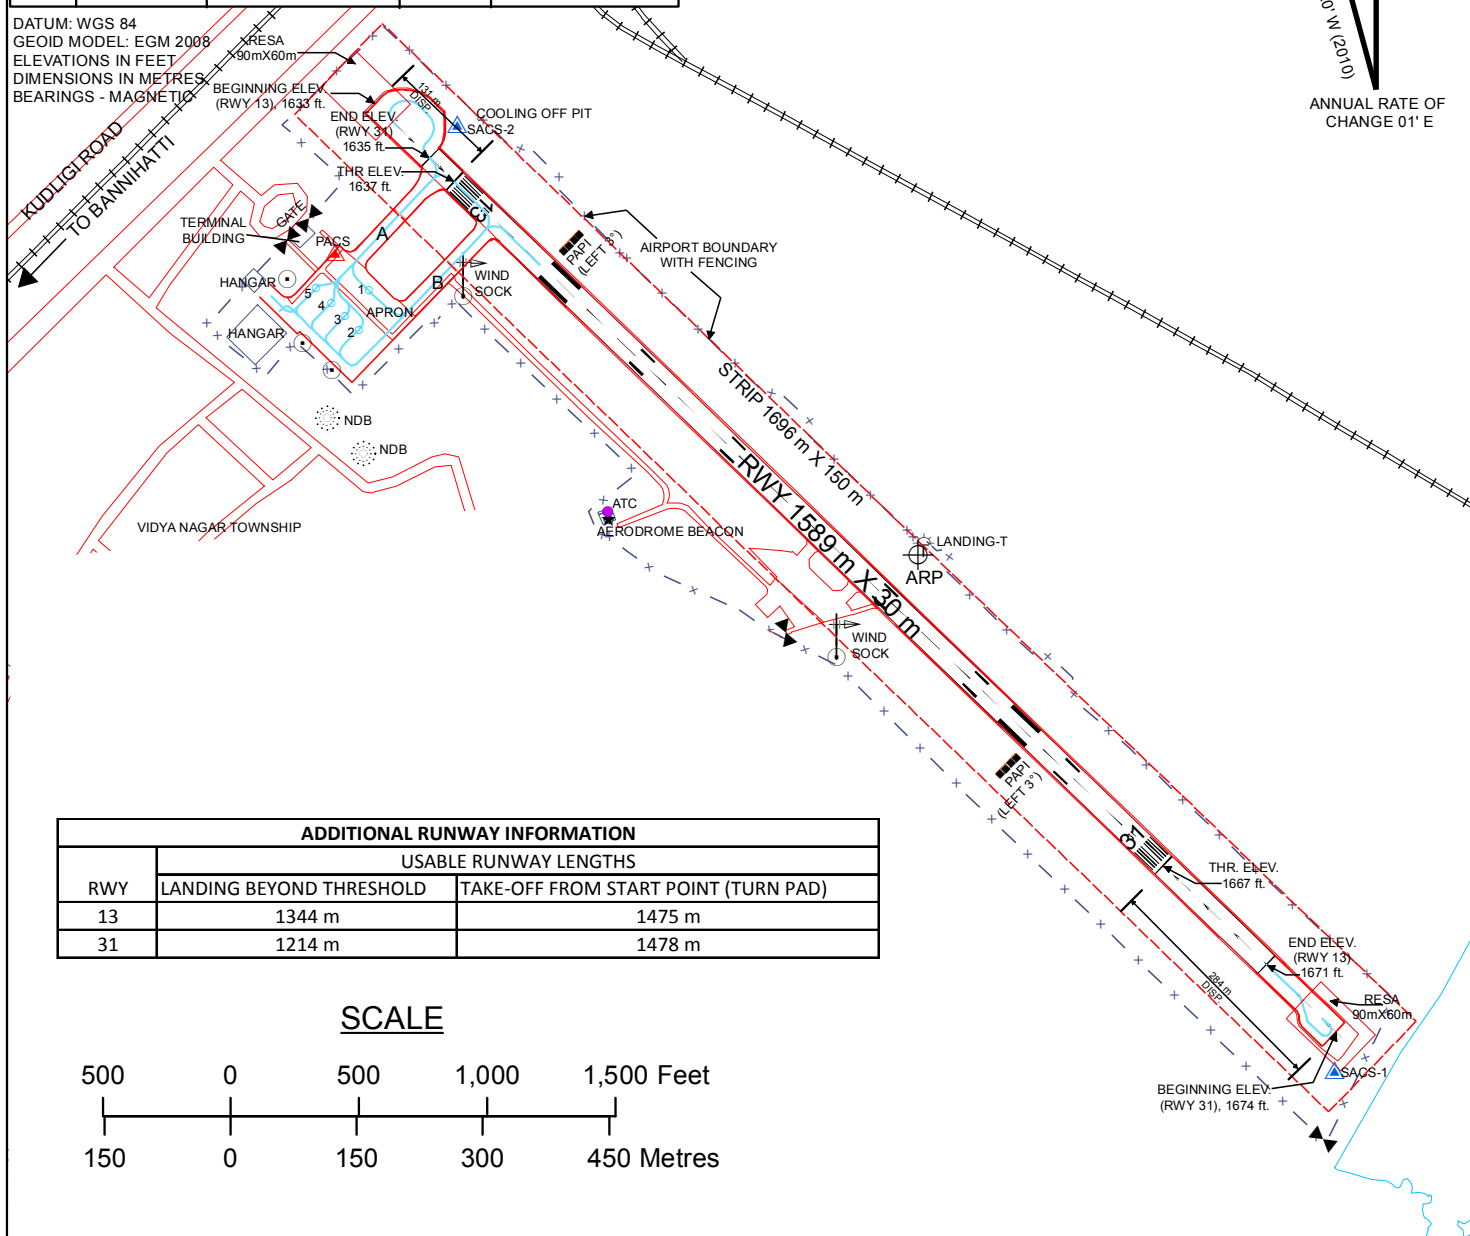 DATUM: WGS 84
GEOID MODEL: EGM 2008
ELEVATIONS IN FEET
DIMENSIONS IN METRES
BEARINGS - MAGNETIC
0' W (2010)
ANNUAL RATE OF
CHANGE 01' E
RESA
90mX60m
BEGINNING ELEV.
(RWY 13), 1633 ft.
131 m
DISP.
END ELEV.
(RWY 31)
1635 ft.
COOLING OFF PIT
SACS-2
THR ELEV.
1637 ft.
KUDLIGI ROAD
TO BANNIHATTI
GATE
TERMINAL
BUILDING
PACS
A
13
HANGAR
5
4
3
2
1
APRON
B
WIND
SOCK
PAPI
(LEFT 3°)
AIRPORT BOUNDARY
WITH FENCING
HANGAR
NDB
NDB
VIDYA NAGAR TOWNSHIP
STRIP 1696 m X 150 m
RWY 1589 m X 30 m
ATC
AERODROME BEACON
LANDING-T
ARP
WIND
SOCK
PAPI
(LEFT 3°)
31
THR. ELEV.
1667 ft.
END ELEV.
(RWY 13)
1671 ft.
284 m
DISP.
RESA
90mX60m
SACS-1
BEGINNING ELEV.
(RWY 31), 1674 ft.
ADDITIONAL RUNWAY INFORMATION
USABLE RUNWAY LENGTHS
RWY LANDING BEYOND THRESHOLD TAKE-OFF FROM START POINT (TURN PAD)
13 1344 m 1475 m
31 1214 m 1478 m
SCALE
500 0 500 1,000 1,500 Feet
150 0 150 300 450 Metres